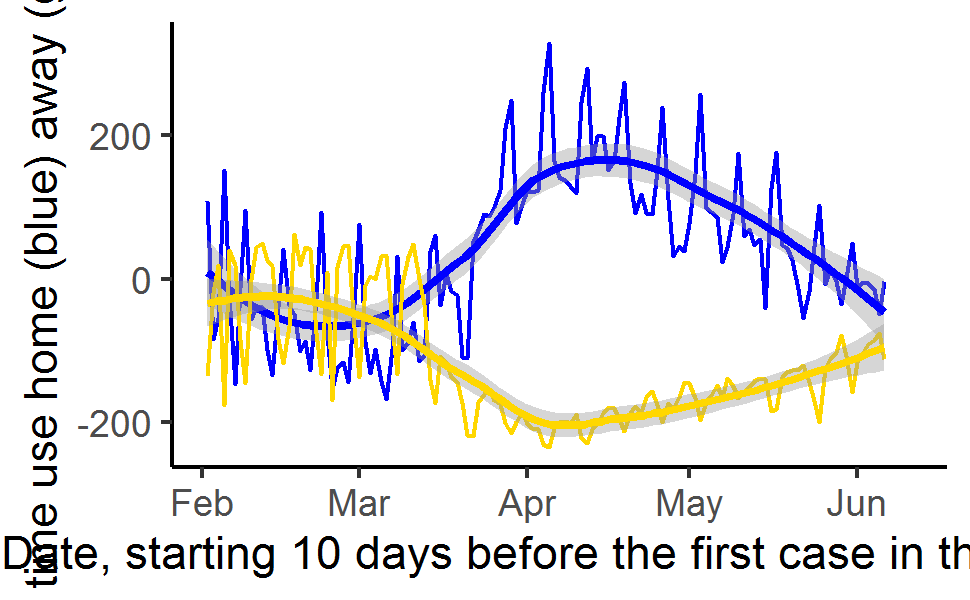 time use home (blue) away (
200
0
-200
Feb Mar Apr May Jun
Date, starting 10 days before the first case in th